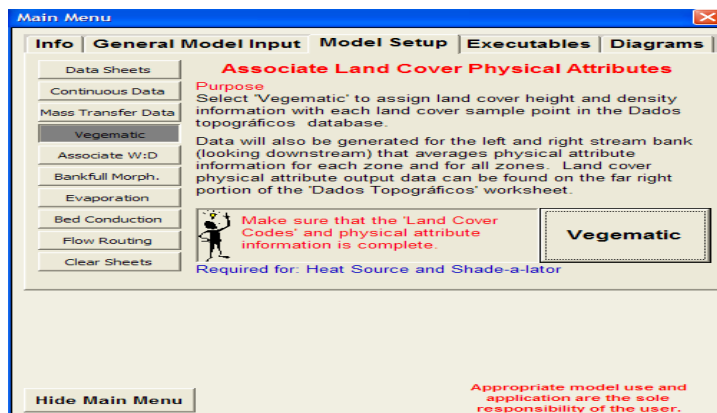 Main Menu
Info General Model Input Model Setup Executables Diagrams
Data Sheets
Continuous Data
Mass Transfer Data
Vegematic
Associate W:D
Bankfull Morph.
Evaporation
Bed Conduction
Flow Routing
Clear Sheets
Associate Land Cover Physical Attributes
Purpose
Select 'Vegematic' to assign land cover height and density
information with each land cover sample point in the Dados
topográficos database.
Data will also be generated for the left and right stream bank
(looking downstream) that averages physical attribute
information for all zones. Land cover
physical attribute output data can be found on the far right
portion of the 'Dados Topográficos' worksheet.
Make sure that the 'Land Cover
Codes' and physical attribute
information is complete.
Vegematic
Required for: Heat Source and Shade-a-lator
Hide Main Menu
Appropriate model use and
application are the sole
responsibility of the user.